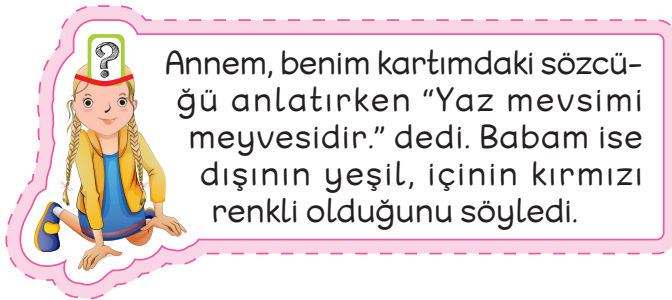 ?
Annem, benim kartımdaki sözcü-
ğü anlatırken “Yaz mevsimi
meyvesidir.” dedi. Babam ise
dışının yeşil, içinin kırmızı
renkli olduğunu söyledi.